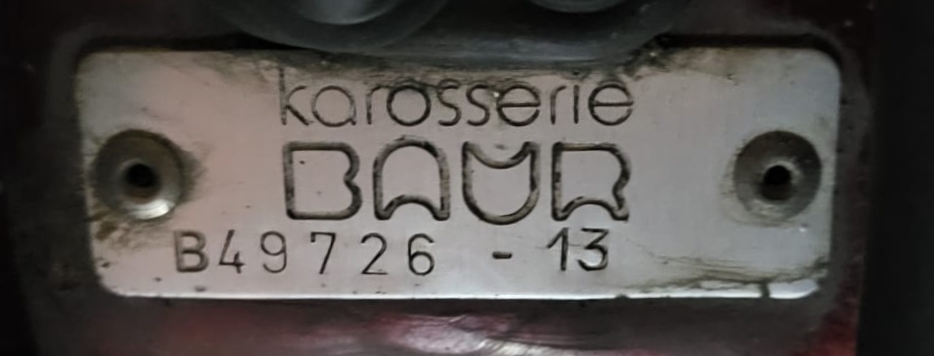 karosserie
BAUR
B49726 - 13